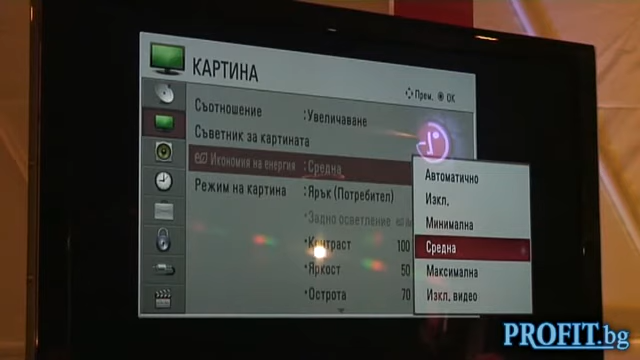 КАРТИНА
Прем. OK
Съотношение :Увеличаване
Съветник за картината
Икономия на енергия :Средна
Режим на картина :Ярък (Потребител)
•Задно осветление
•Контраст 100
•Яркост 50
•Острота 70
Автоматично
Изкл.
Минимална
Средна
Максимална
Изкл. видео
PROFIT.bg